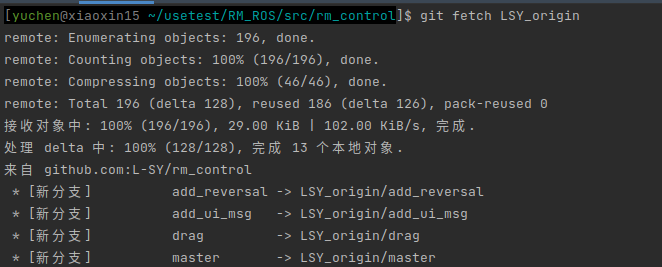 [yuchen@xiaoxin15 ~/usetest/RM_ROS/src/rm_control]$ git fetch LSY_origin
remote: Enumerating objects: 196, done.
remote: Counting objects: 100% (196/196), done.
remote: Compressing objects: 100% (46/46), done.
remote: Total 196 (delta 128), reused 186 (delta 126), pack-reused 0
接收对象中: 100% (196/196), 29.00 KiB | 102.00 KiB/s, 完成.
处理 delta 中: 100% (128/128), 完成 13 个本地对象.
来自 github.com:L-SY/rm_control
 * [新分支]          add_reversal -> LSY_origin/add_reversal
 * [新分支]          add_ui_msg   -> LSY_origin/add_ui_msg
 * [新分支]          drag         -> LSY_origin/drag
 * [新分支]          master       -> LSY_origin/master